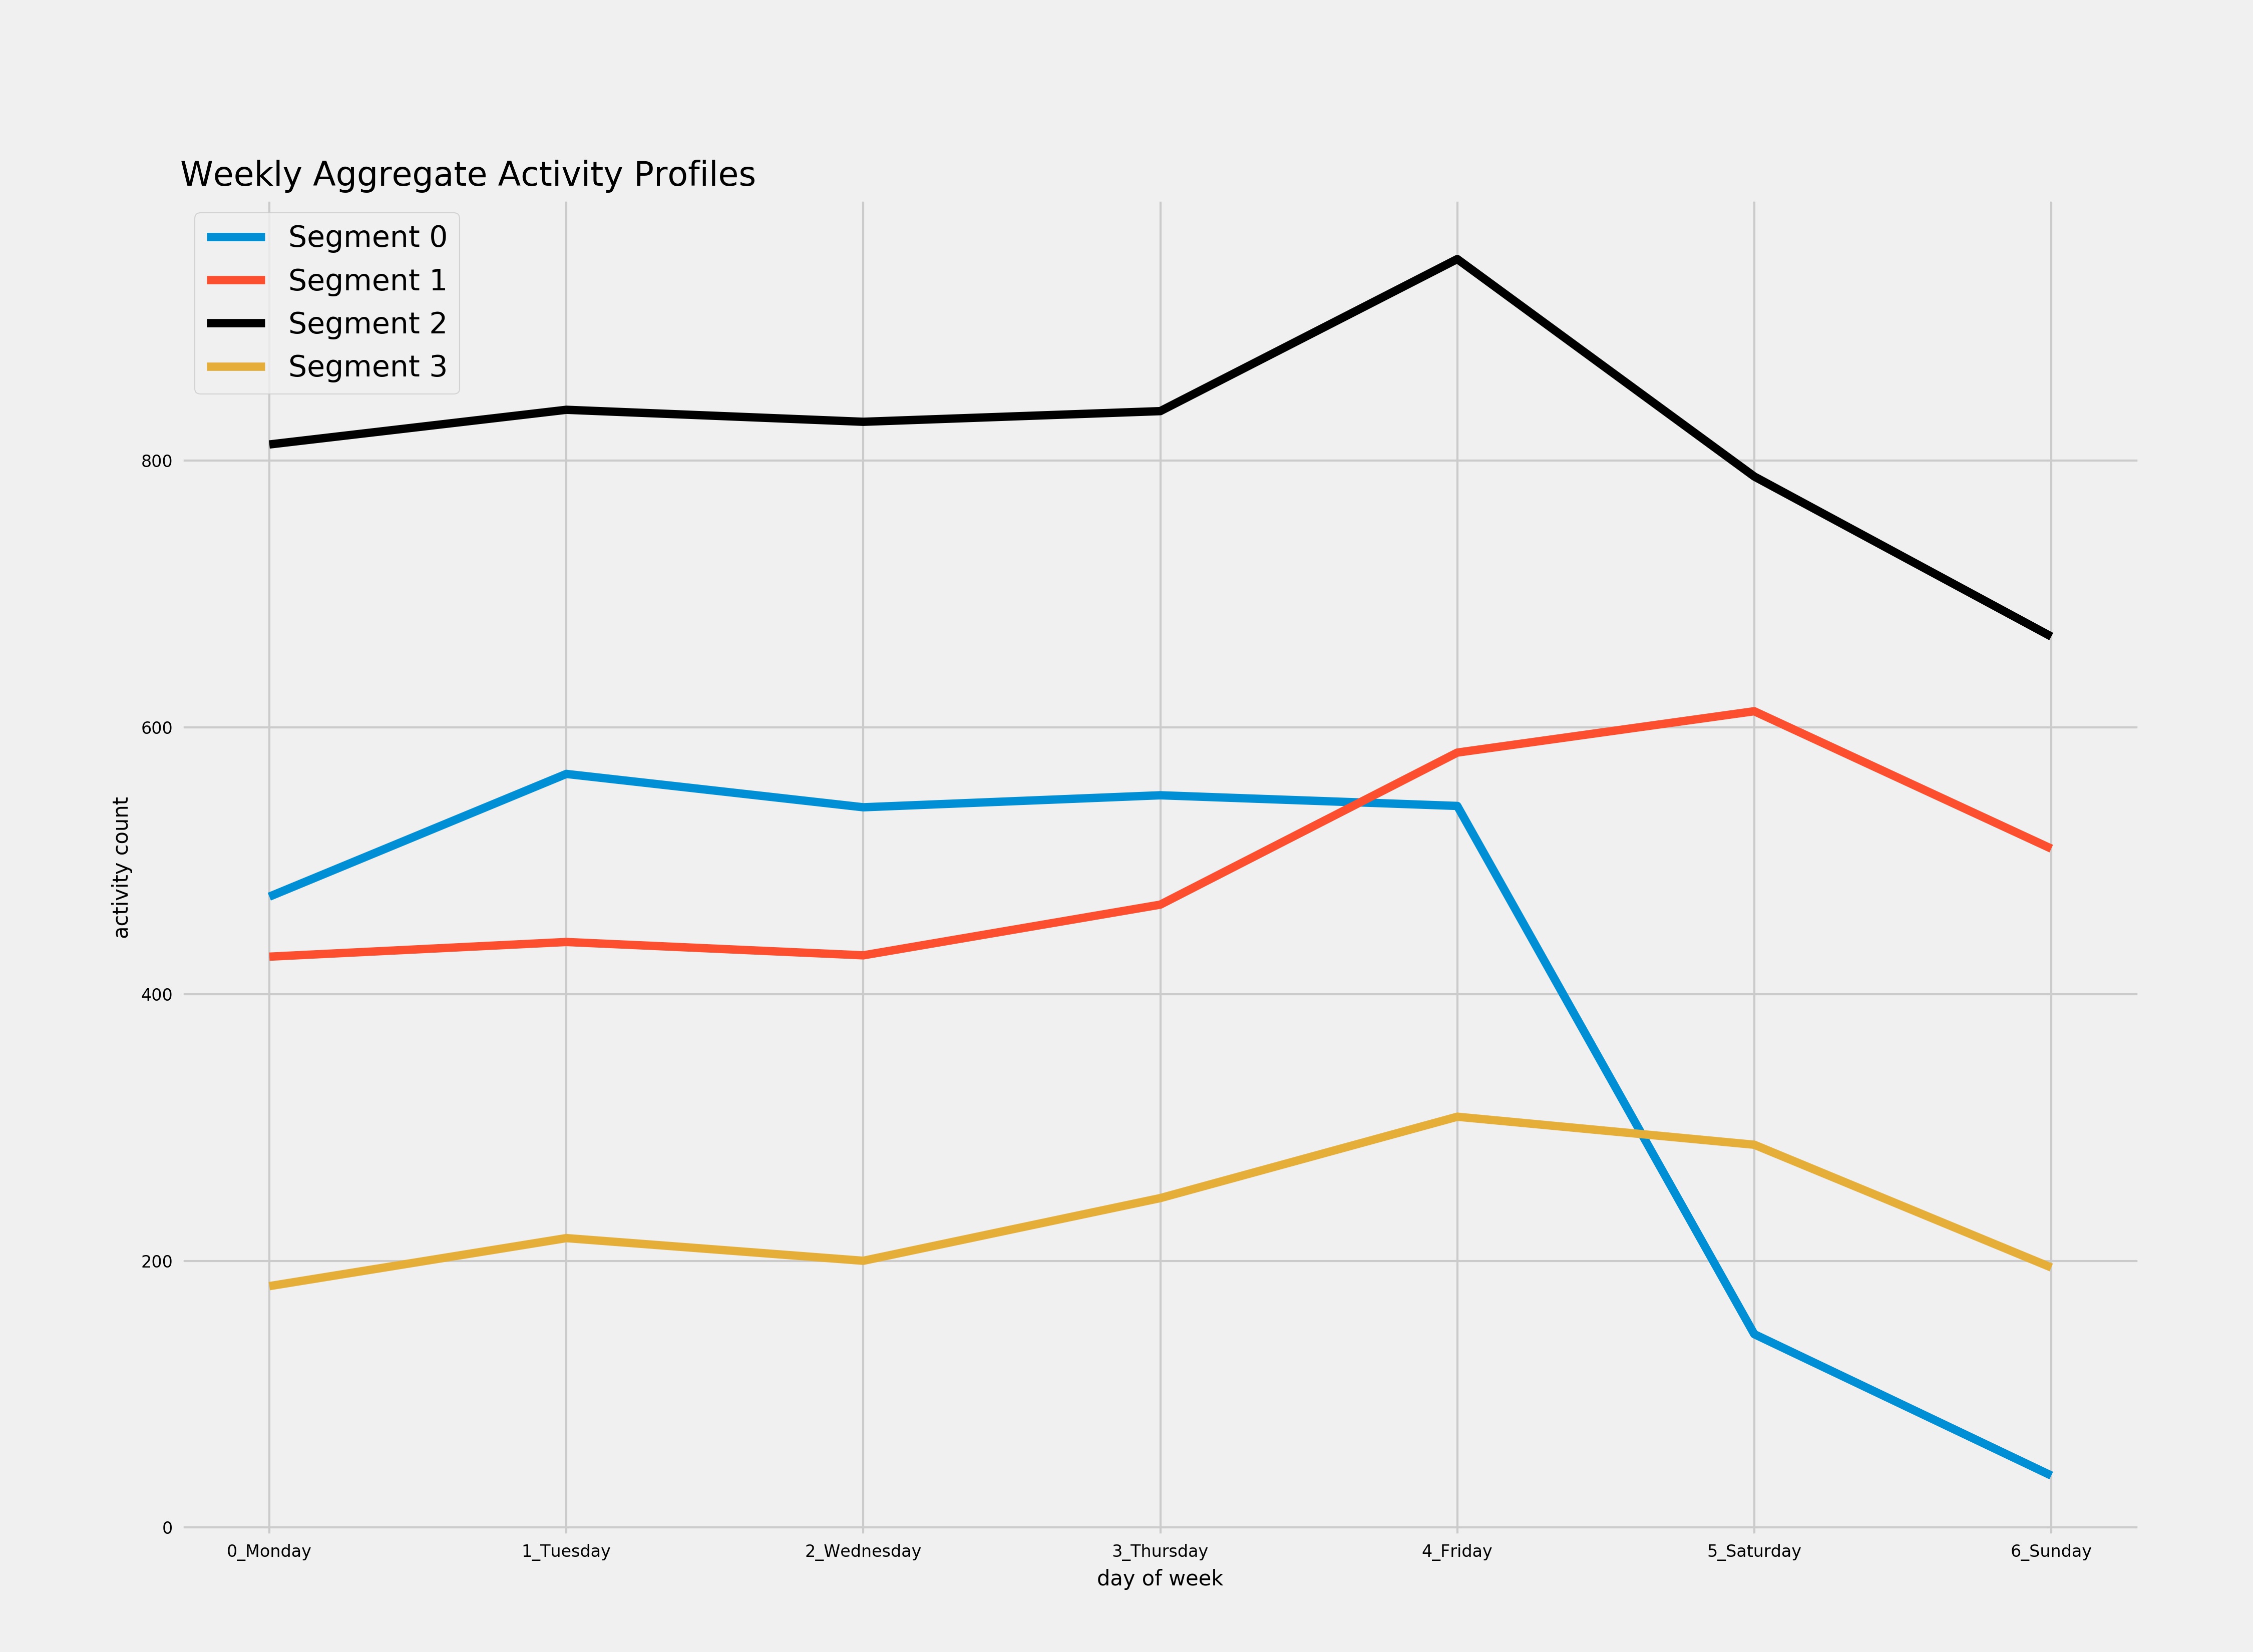 Weekly Aggregate Activity Profiles
Segment 0
Segment 1
Segment 2
Segment 3
800
600
400
200
0
activity count
0_Monday 1_Tuesday 2_Wednesday 3_Thursday 4_Friday 5_Saturday 6_Sunday
day of week